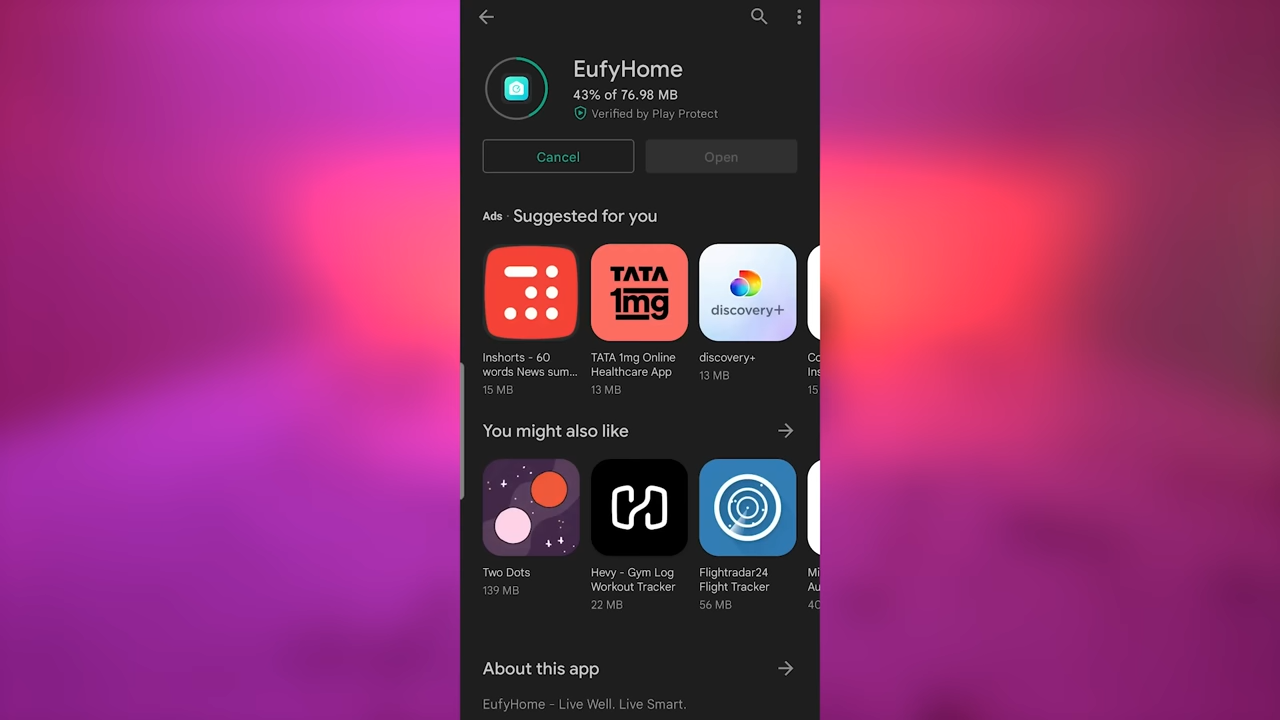 EufyHome
43% of 76.98 MB
Verified by Play Protect
Cancel
Open
Ads · Suggested for you
TATA
1mg
discovery+
Inshorts - 60
words News sum...
15 MB
TATA 1mg Online
Healthcare App
13 MB
discovery+
13 MB
Co
Ins
15
You might also like
Two Dots
139 MB
Hevy - Gym Log
Workout Tracker
22 MB
Flightradar24
Flight Tracker
56 MB
Mi
Au
40
About this app
EufyHome - Live Well. Live Smart.